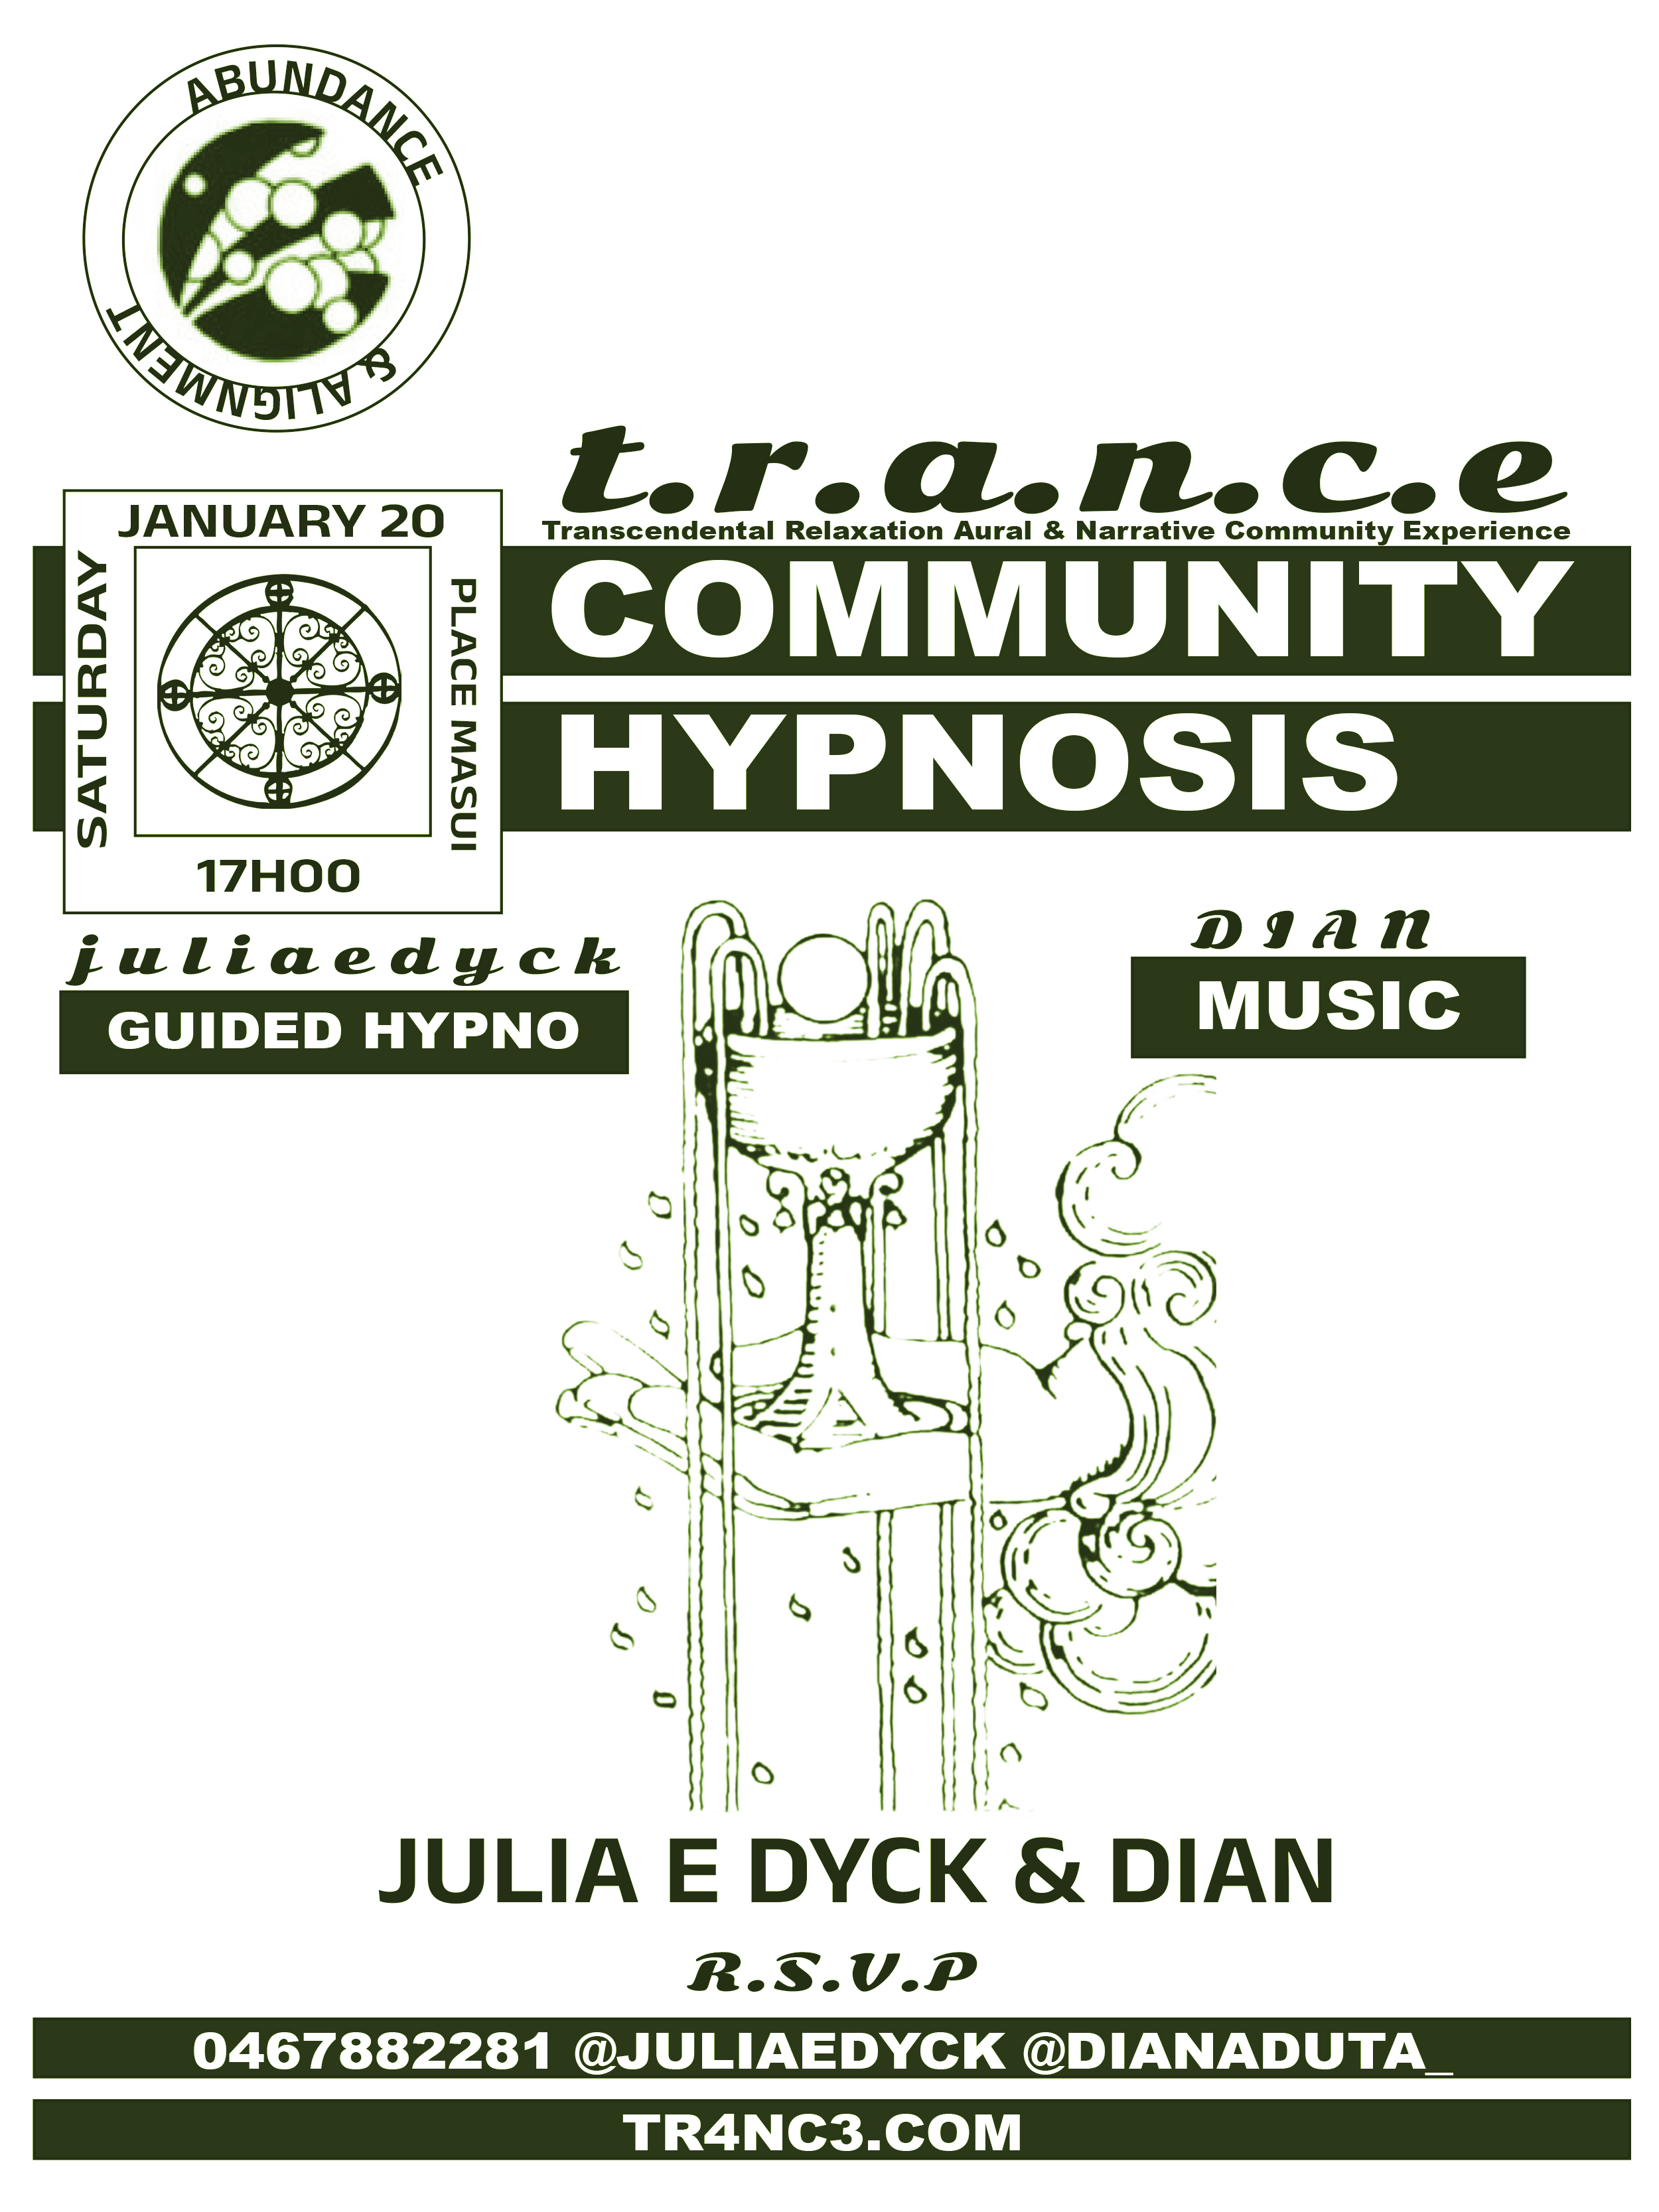 ABUNDANCE
& ALIGNMENT
t.r.a.n.c.e
Transcendental Relaxation Aural & Narrative Community Experience
COMMUNITY
HYPNOSIS
JANUARY 20
SATURDAY
PLACE MASUI
17H00
juliaedyck
GUIDED HYPNO
DIAN
MUSIC
JULIA E DYCK & DIAN
R.S.V.P
0467882281 @JULIAEDYCK @DIANADUTA_
TR4NC3.COM